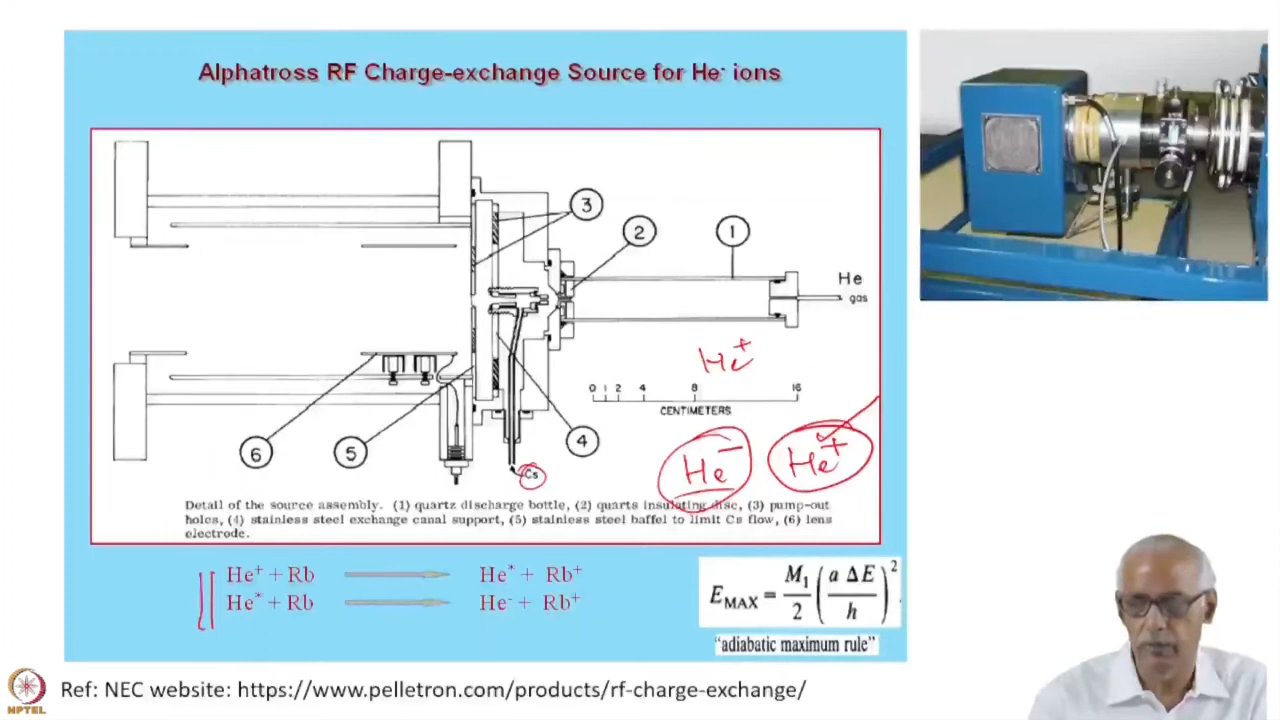 Alphatross RF Charge-exchange Source for He- ions
3
2
1
He
gas
He+
0 1 2 4 8 16
CENTIMETERS
6
5
4
Cs
He-
He+
Detail of the source assembly. (1) quartz discharge bottle, (2) quarts insulating disc, (3) pump-out
holes, (4) stainless steel exchange canal support, (5) stainless steel baffel to limit Cs flow, (6) lens
electrode.
He+ + Rb He* + Rb+
He* + Rb He- + Rb+
E_MAX = M₁/2 (a ΔE/h)²
"adiabatic maximum rule"
NPTEL
Ref: NEC website: https://www.pelletron.com/products/rf-charge-exchange/